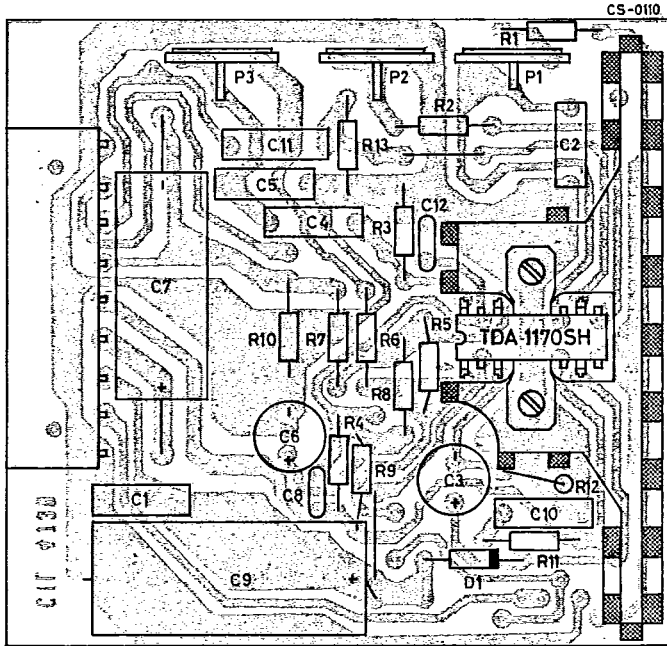 CS-0110
R1
P3
P2
P1
R2
C11
R13
C2
C5
C12
C4
R3
C7
R5
TDA 1170SH
R10
R7
R6
R8
R4
C6
R9
C3
C8
R12
C1
C10
R11
D1
C9